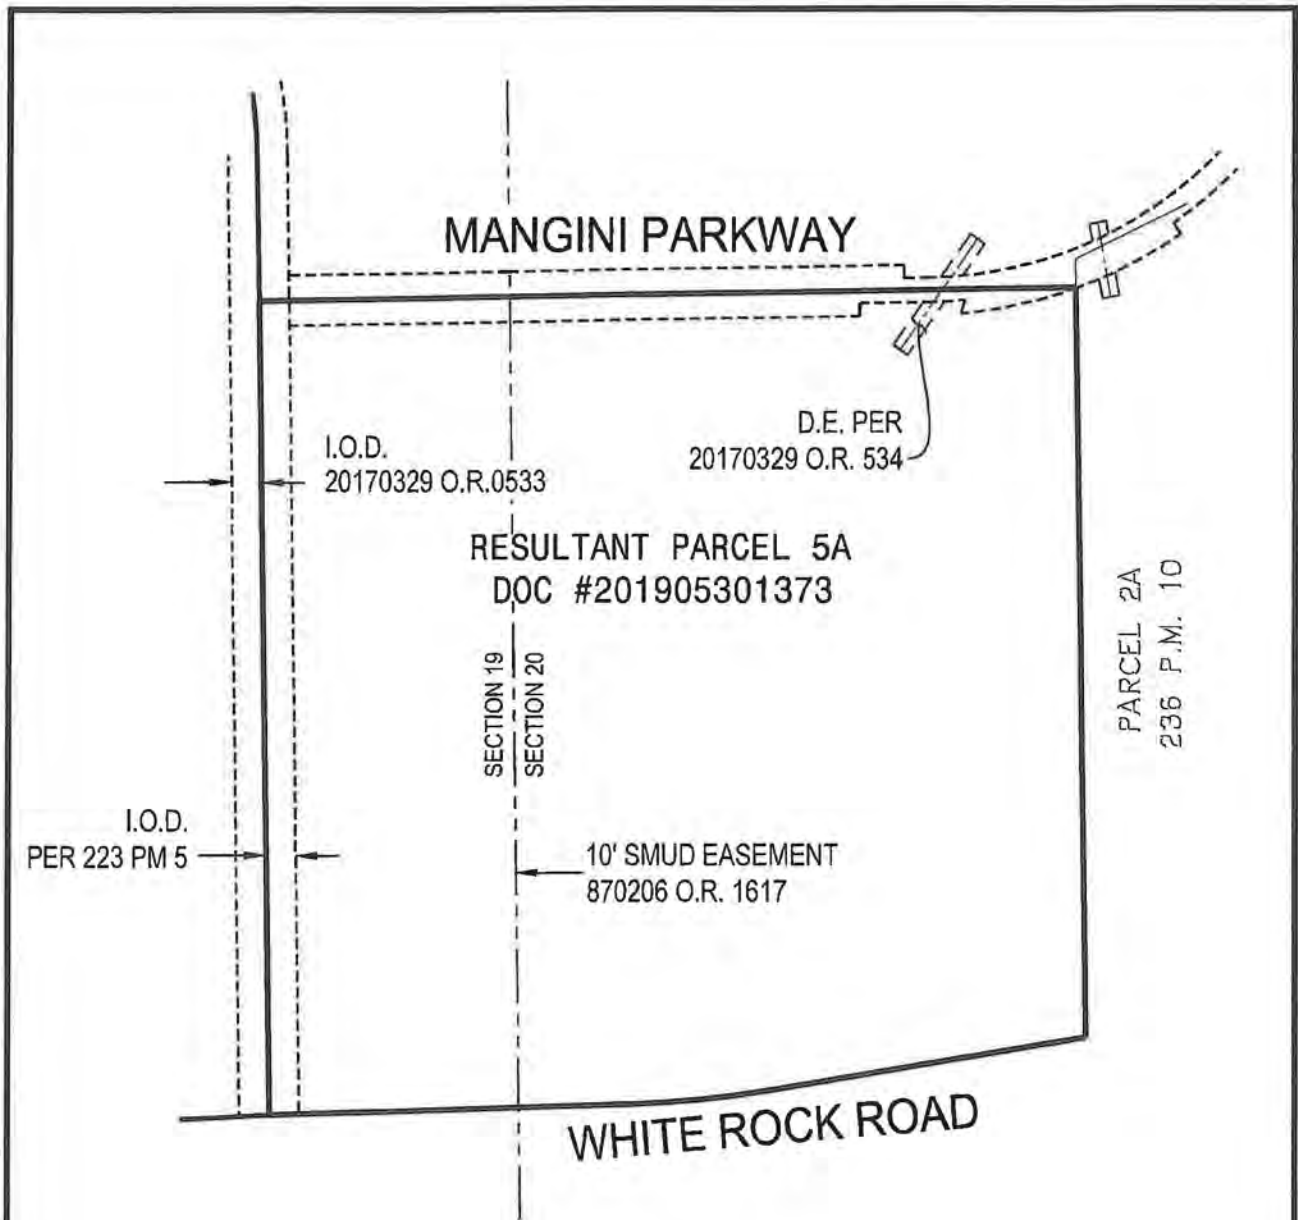 MANGINI PARKWAY
I.O.D.
20170329 O.R.0533
D.E. PER
20170329 O.R. 534
RESULTANT PARCEL 5A
DOC #201905301373
SECTION 19
SECTION 20
PARCEL 2A
236 P.M. 10
I.O.D.
PER 223 PM 5
10' SMUD EASEMENT
870206 O.R. 1617
WHITE ROCK ROAD